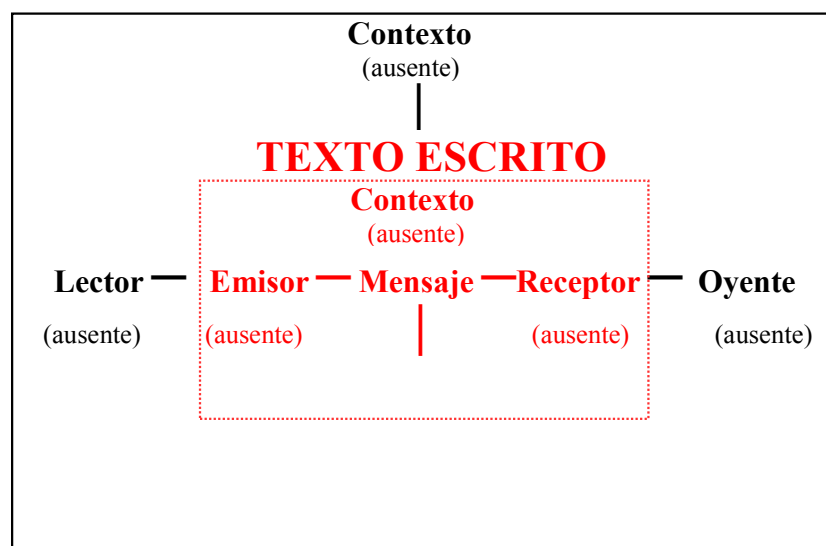 Contexto
(ausente)
TEXTO ESCRITO
Contexto
(ausente)
Lector Emisor Mensaje Receptor Oyente
(ausente) (ausente) (ausente) (ausente)